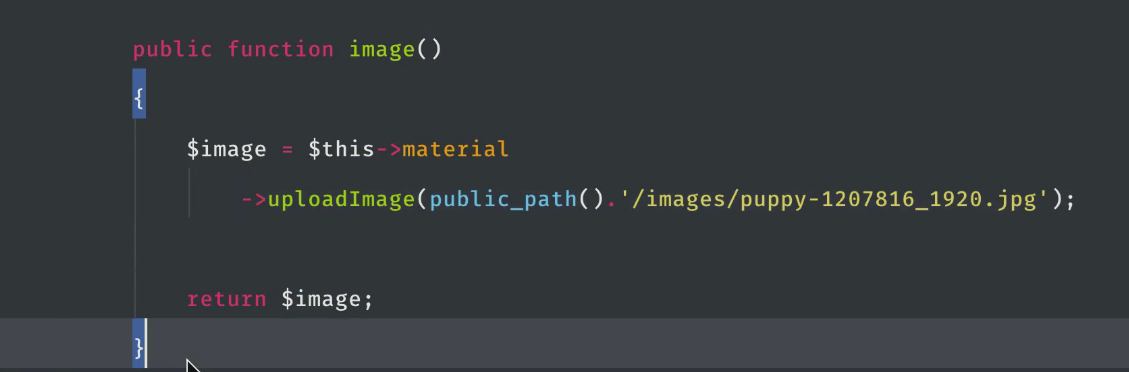 public function image()
{
$image = $this->material
->uploadImage(public_path().'/images/puppy-1207816_1920.jpg');
return $image;
}